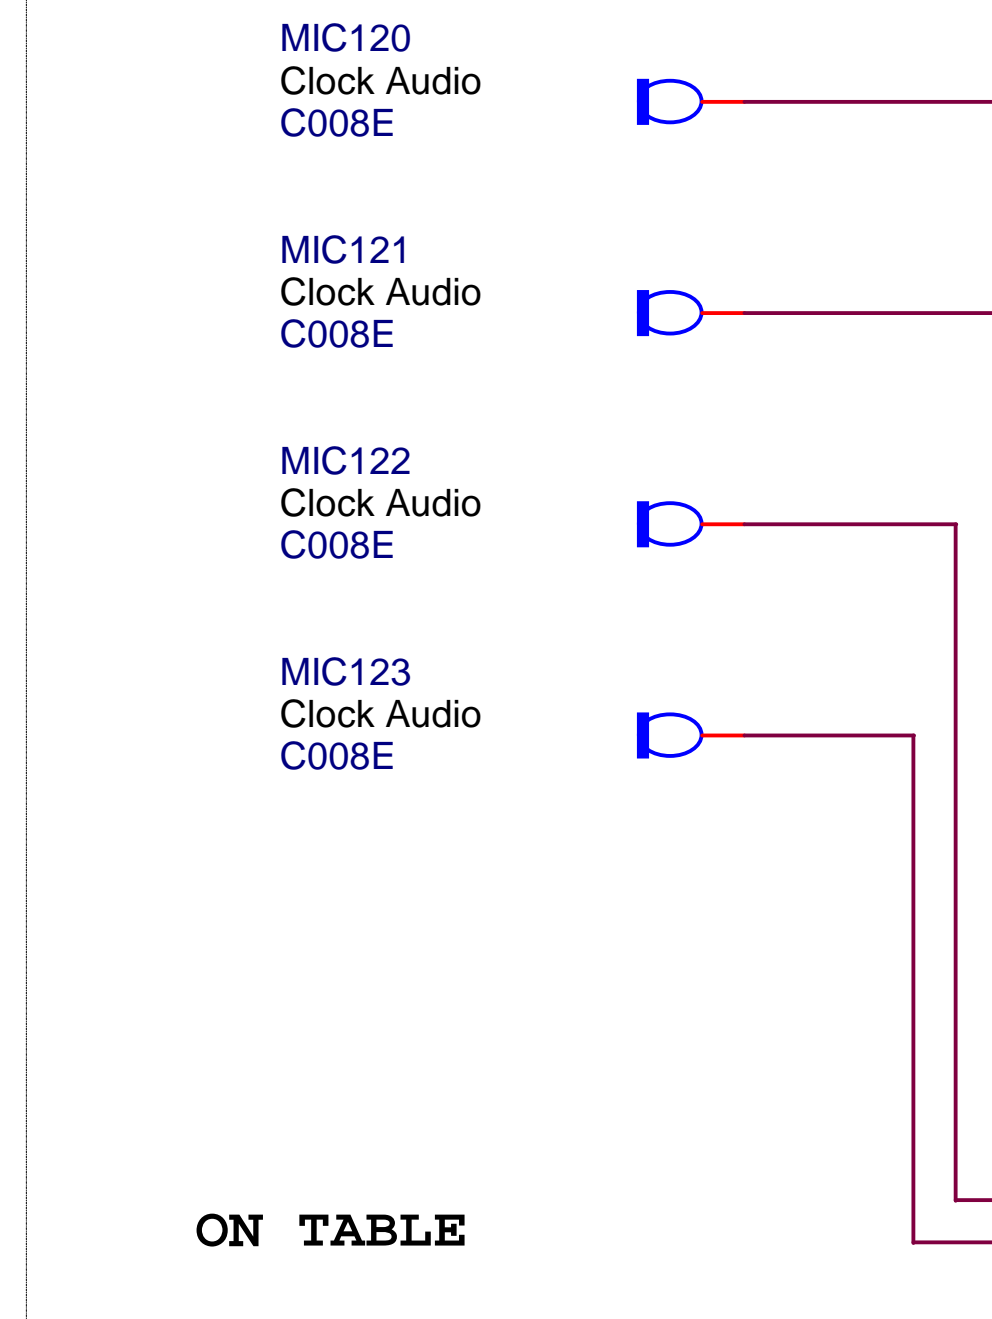 MIC120
Clock Audio
C008E
MIC121
Clock Audio
C008E
MIC122
Clock Audio
C008E
MIC123
Clock Audio
C008E
ON TABLE